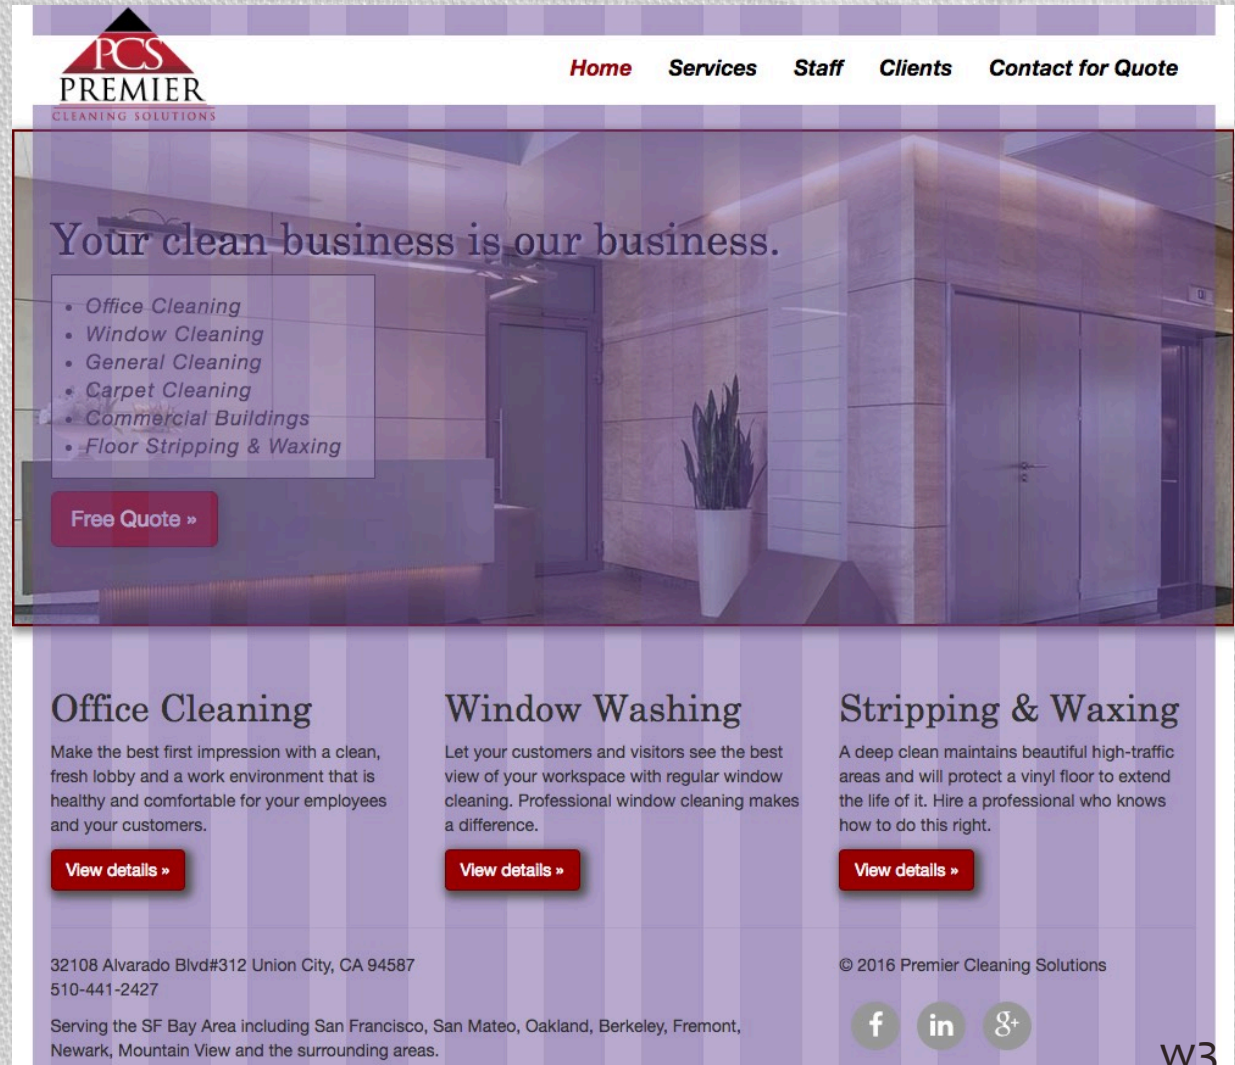 PCS
PREMIER
CLEANING SOLUTIONS
Home Services Staff Clients Contact for Quote
Your clean business is our business.
• Office Cleaning
• Window Cleaning
• General Cleaning
• Carpet Cleaning
• Commercial Buildings
• Floor Stripping & Waxing
Free Quote »
Office Cleaning
Make the best first impression with a clean,
fresh lobby and a work environment that is
healthy and comfortable for your employees
and your customers.
View details »
Window Washing
Let your customers and visitors see the best
view of your workspace with regular window
cleaning. Professional window cleaning makes
a difference.
View details »
Stripping & Waxing
A deep clean maintains beautiful high-traffic
areas and will protect a vinyl floor to extend
the life of it. Hire a professional who knows
how to do this right.
View details »
32108 Alvarado Blvd#312 Union City, CA 94587
510-441-2427
Serving the SF Bay Area including San Francisco, San Mateo, Oakland, Berkeley, Fremont,
Newark, Mountain View and the surrounding areas.
© 2016 Premier Cleaning Solutions
f in g+